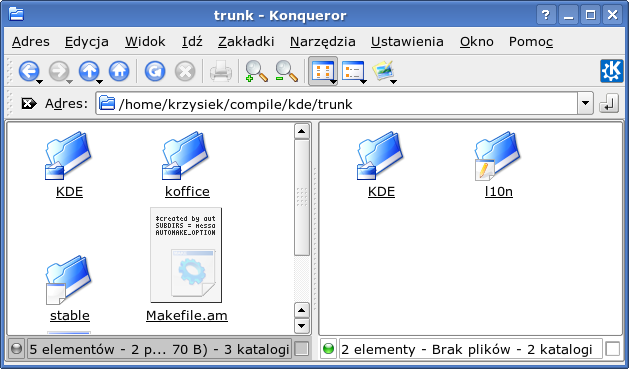 trunk - Konqueror
Adres Edycja Widok Idź Zakładki Narzędzia Ustawienia Okno Pomoc
Adres: /home/krzysiek/compile/kde/trunk
KDE koffice
#created by aut
SUBDIRS = messa
AUTOMAKE_OPTION
stable Makefile.am
KDE l10n
5 elementów - 2 p... 70 B) - 3 katalogi
2 elementy - Brak plików - 2 katalogi